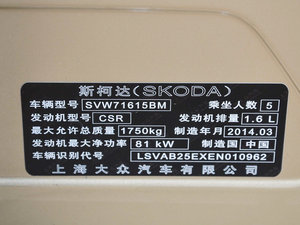 斯柯达(SKODA)
车辆型号 SVW71615BM 乘坐人数 5
发动机型号 CSR 发动机排量 1.6 L
最大允许总质量 1750kg 制造年月 2014.03
发动机最大净功率 81 kW 制造国 中国
车辆识别代号 LSVAB25EXEN010962
上海大众汽车有限公司